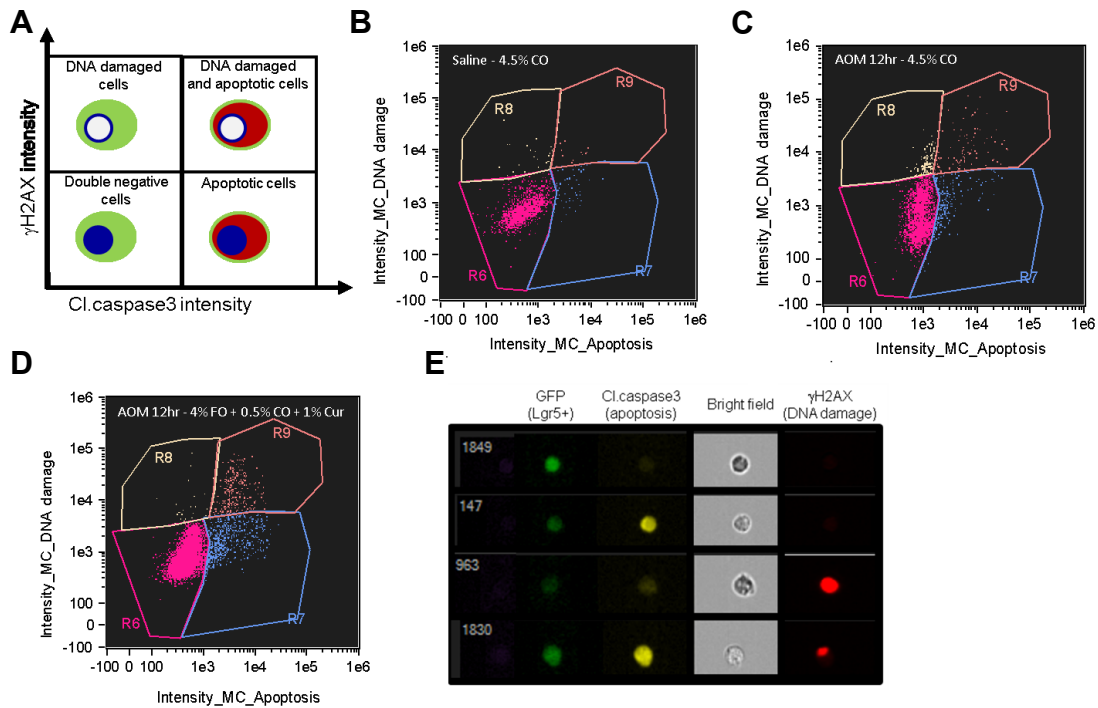 A
γH2AX intensity
DNA damaged
cells
DNA damaged
and apoptotic cells
Double negative
cells
Apoptotic cells
Cl.caspase3 intensity
B
Intensity_MC_DNA damage
1e6
1e5
1e4
1e3
100
0
-100
Saline - 4.5% CO
R8
R9
R6
R7
-100 0 100 1e3 1e4 1e5 1e6
Intensity_MC_Apoptosis
C
Intensity_MC_DNA damage
1e6
1e5
1e4
1e3
100
0
-100
AOM 12hr - 4.5% CO
R8
R9
R6
R7
-100 0 100 1e3 1e4 1e5 1e6
Intensity_MC_Apoptosis
D
Intensity_MC_DNA damage
1e6
1e5
1e4
1e3
100
0
-100
AOM 12hr - 4% FO + 0.5% CO + 1% Cur
R8
R9
R6
R7
-100 0 100 1e3 1e4 1e5 1e6
Intensity_MC_Apoptosis
E
GFP
(Lgr5+)
Cl.caspase3
(apoptosis)
Bright field
γH2AX
(DNA damage)
1849
147
963
1830